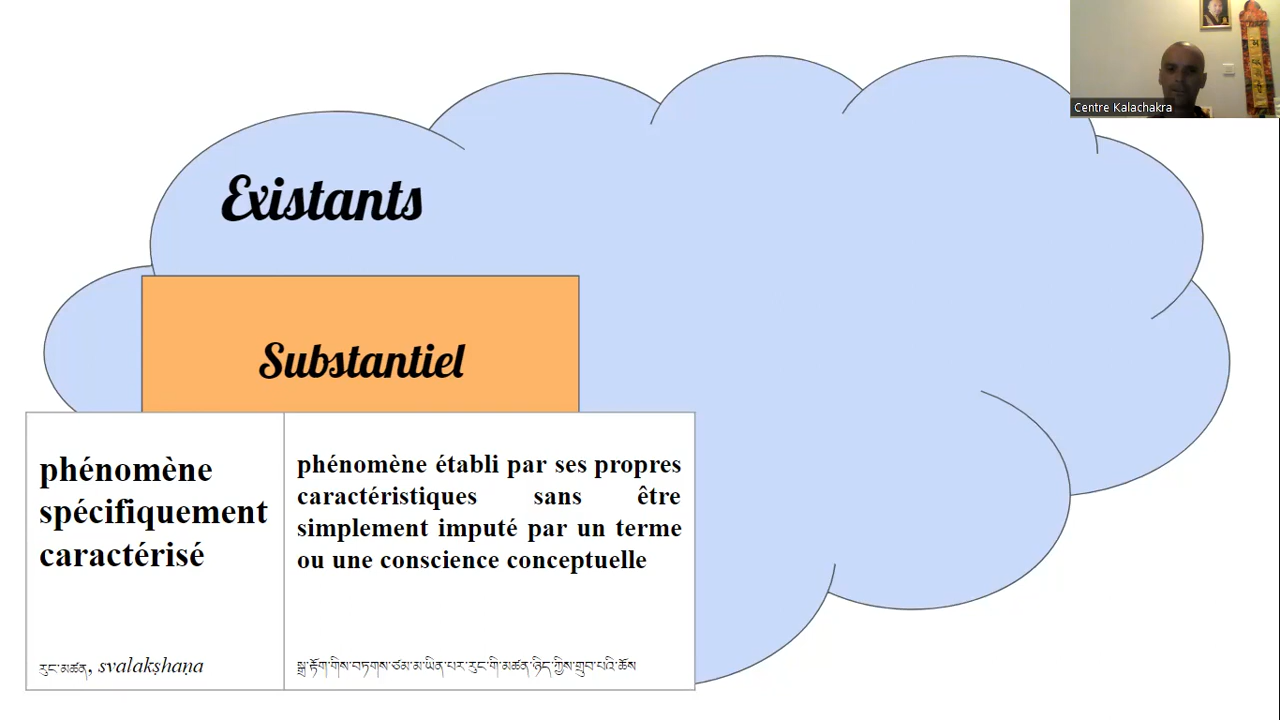 Centre Kalachakra
Existants
Substantiel
phénomène
spécifiquement
caractérisé
རང་མཚན, svalakṣhaṇa
phénomène établi par ses propres
caractéristiques sans être
simplement imputé par un terme
ou une conscience conceptuelle
སྒྲ་རྟོག་གིས་བཏགས་ཙམ་མ་ཡིན་པར་རང་གི་མཚན་ཉིད་ཀྱིས་གྲུབ་པའི་ཆོས